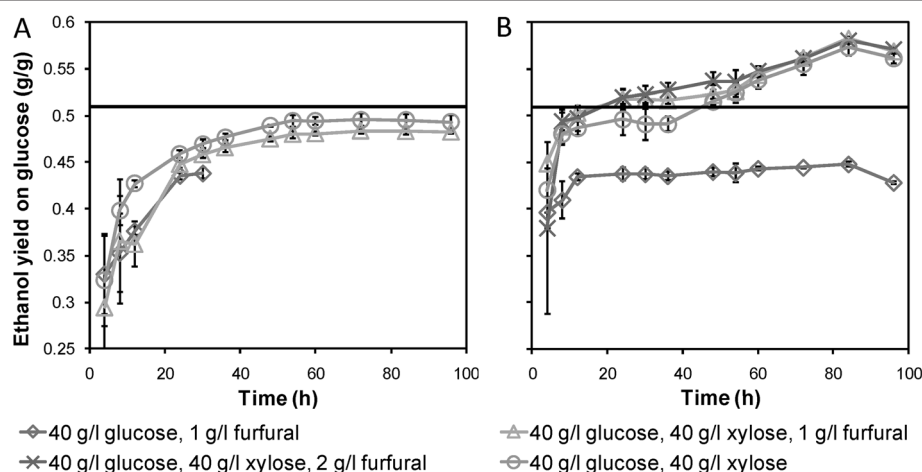 A
B
Ethanol yield on glucose (g/g)
0.6
0.55
0.5
0.45
0.4
0.35
0.3
0.25
0 20 40 60 80 100
0 20 40 60 80 100
Time (h)
Time (h)
40 g/l glucose, 1 g/l furfural
40 g/l glucose, 40 g/l xylose, 1 g/l furfural
40 g/l glucose, 40 g/l xylose, 2 g/l furfural
40 g/l glucose, 40 g/l xylose